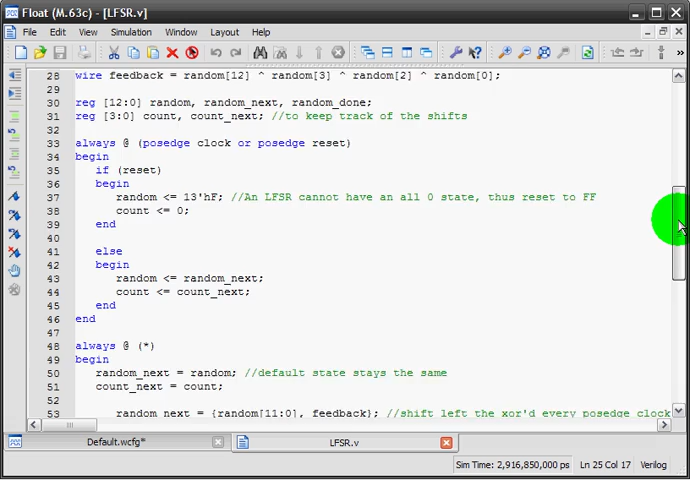 Float (M.63c) - [LFSR.v]
File Edit View Simulation Window Layout Help
28 wire feedback = random[12] ^ random[3] ^ random[2] ^ random[0];
29
30 reg [12:0] random, random_next, random_done;
31 reg [3:0] count, count_next; //to keep track of the shifts
32
33 always @ (posedge clock or posedge reset)
34 begin
35 if (reset)
36 begin
37 random <= 13'hF; //An LFSR cannot have an all 0 state, thus reset to FF
38 count <= 0;
39 end
40
41 else
42 begin
43 random <= random_next;
44 count <= count_next;
45 end
46 end
47
48 always @ (*)
49 begin
50 random_next = random; //default state stays the same
51 count_next = count;
52
53 random_next = {random[11:0], feedback}; //shift left the xor'd every posedge clock
Default.wcfg* LFSR.v
Sim Time: 2,916,850,000 ps Ln 25 Col 17 Verilog